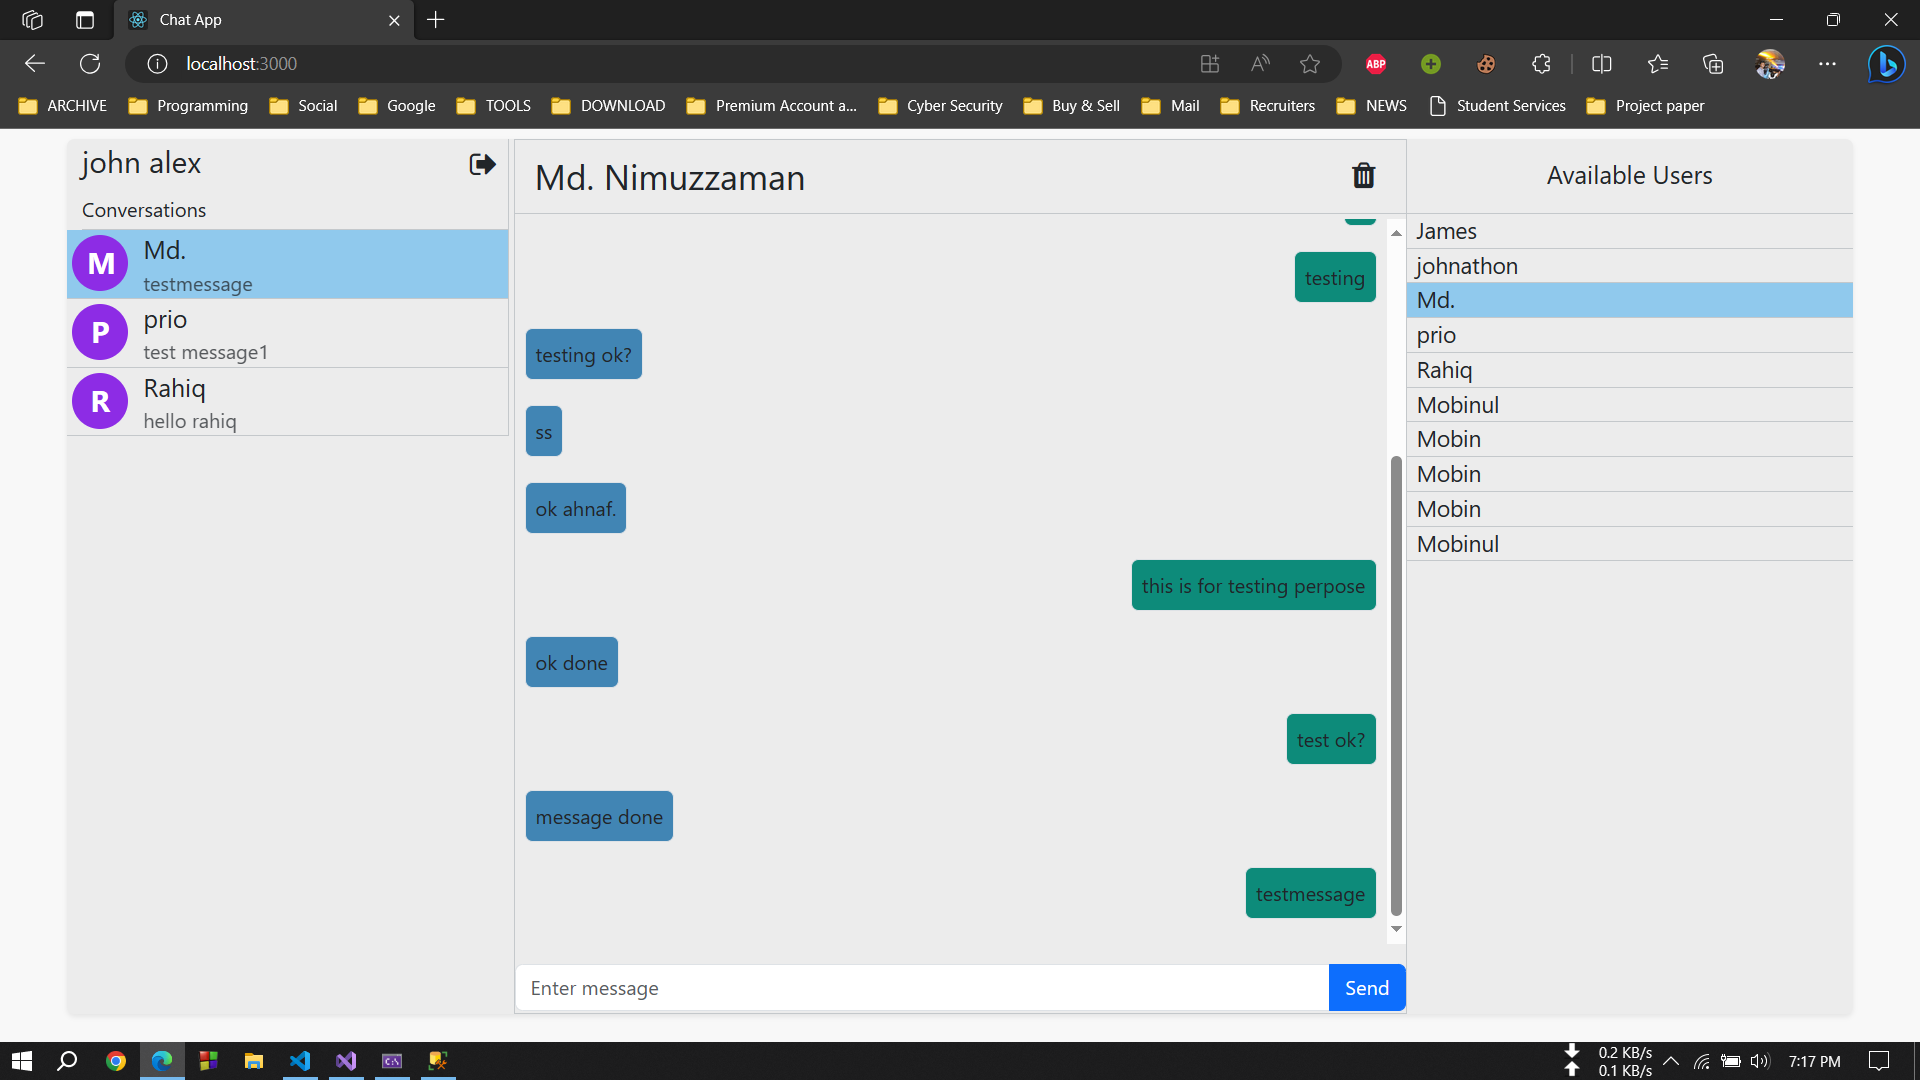 Chat App
localhost:3000
ABP
ARCHIVE
Programming
Social
Google
TOOLS
DOWNLOAD
Premium Account a...
Cyber Security
Buy & Sell
Mail
Recruiters
NEWS
Student Services
Project paper
john alex
Conversations
M
Md.
testmessage
P
prio
test message1
R
Rahiq
hello rahiq
Md. Nimuzzaman
testing
testing ok?
ss
ok ahnaf.
this is for testing perpose
ok done
test ok?
message done
testmessage
Enter message
Send
Available Users
James
johnathon
Md.
prio
Rahiq
Mobinul
Mobin
Mobin
Mobin
Mobinul
0.2 KB/s
0.1 KB/s
7:17 PM